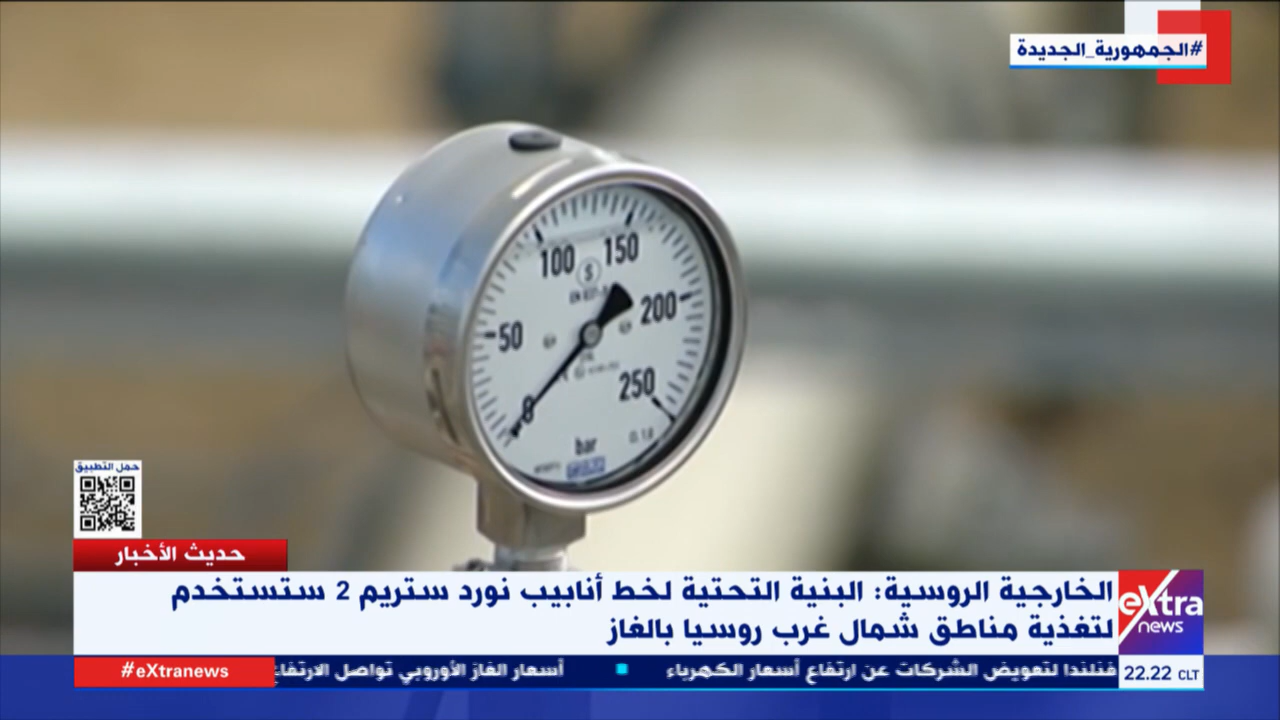 #الجمهورية_الجديدة
100
150
50
200
250
0
bar
حمل التطبيق
حديث الأخبار
الخارجية الروسية: البنية التحتية لخط أنابيب نورد ستريم 2 ستستخدم
لتغذية مناطق شمال غرب روسيا بالغاز
eXtra
news
فنلندا لتعويض الشركات عن ارتفاع أسعار الكهرباء
أسعار الغاز الأوروبي تواصل الارتفاع
#eXtranews
22.22 CLT